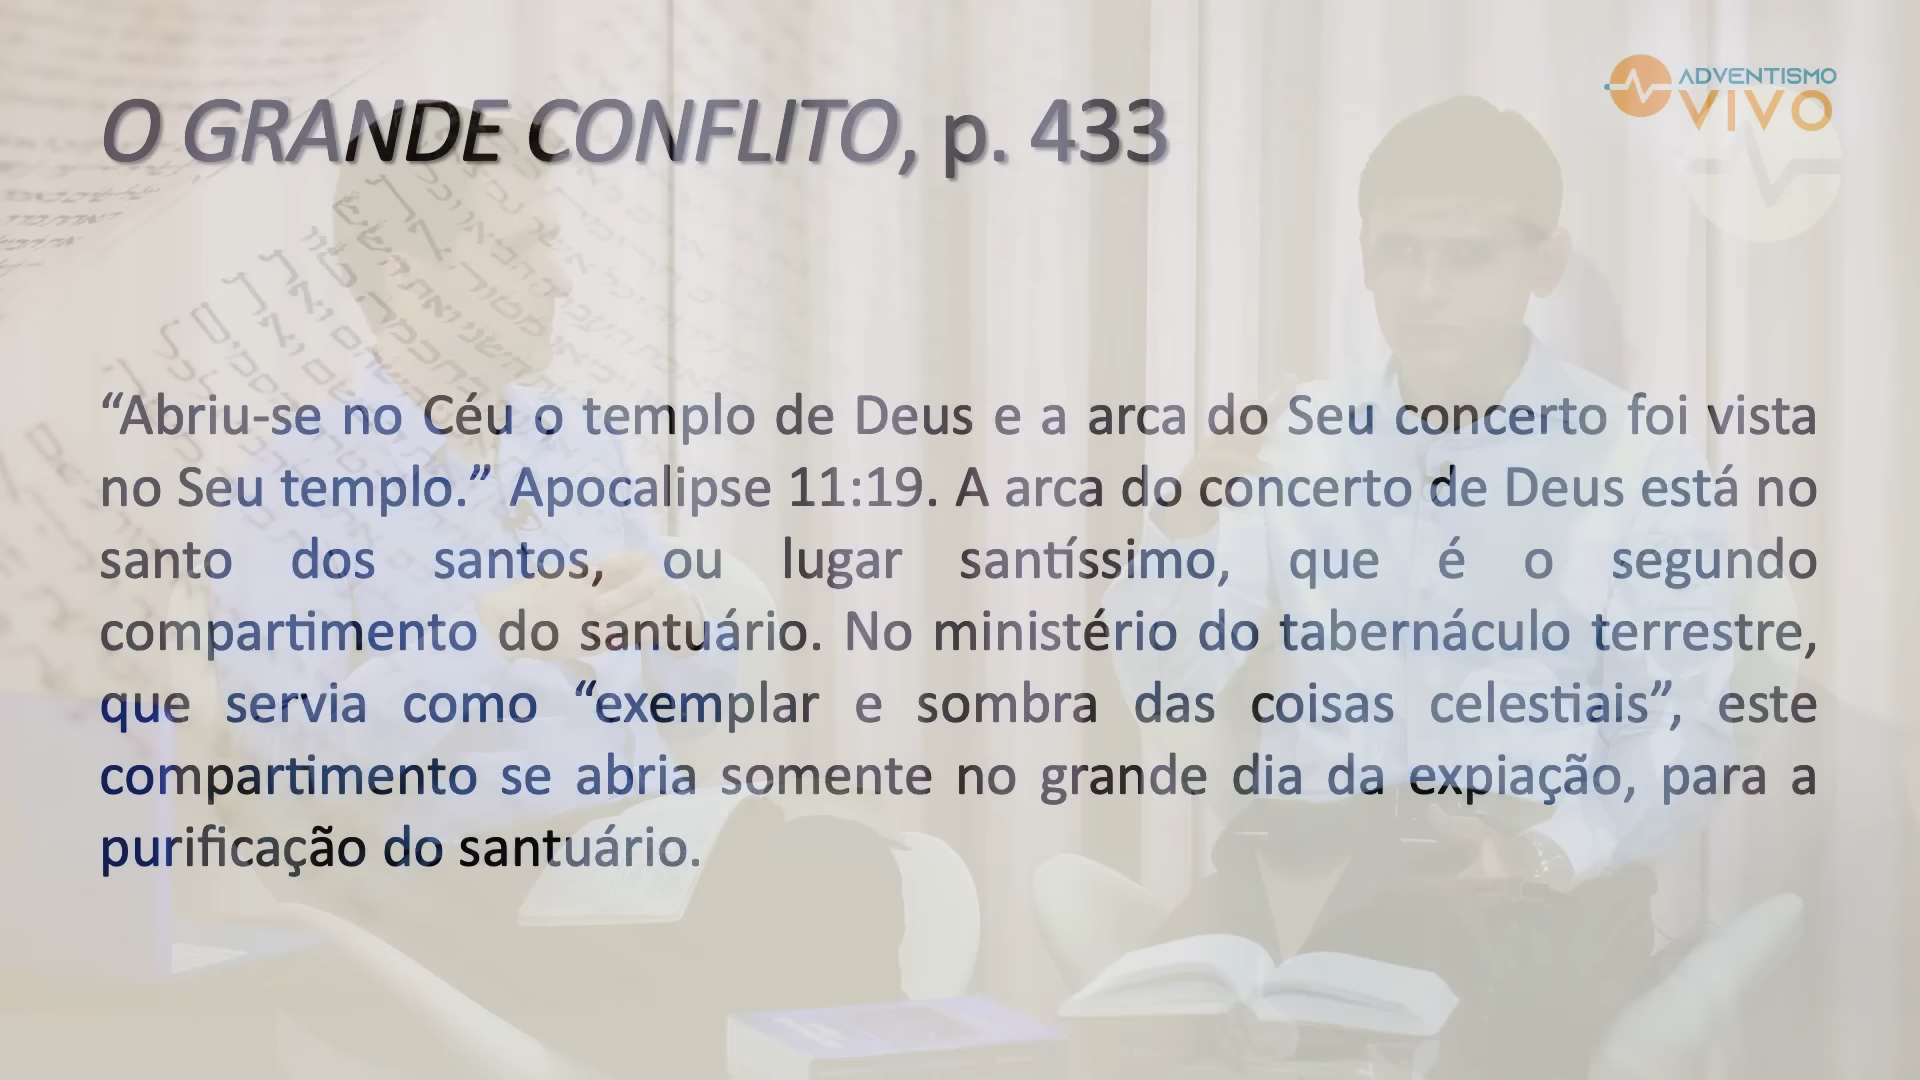 ADVENTISMO
VIVO
O GRANDE CONFLITO, p. 433
“Abriu-se no Céu o templo de Deus e a arca do Seu concerto foi vista
no Seu templo.” Apocalipse 11:19. A arca do concerto de Deus está no
santo dos santos, ou lugar santíssimo, que é o segundo
compartimento do santuário. No ministério do tabernáculo terrestre,
que servia como “exemplar e sombra das coisas celestiais”, este
compartimento se abria somente no grande dia da expiação, para a
purificação do santuário.